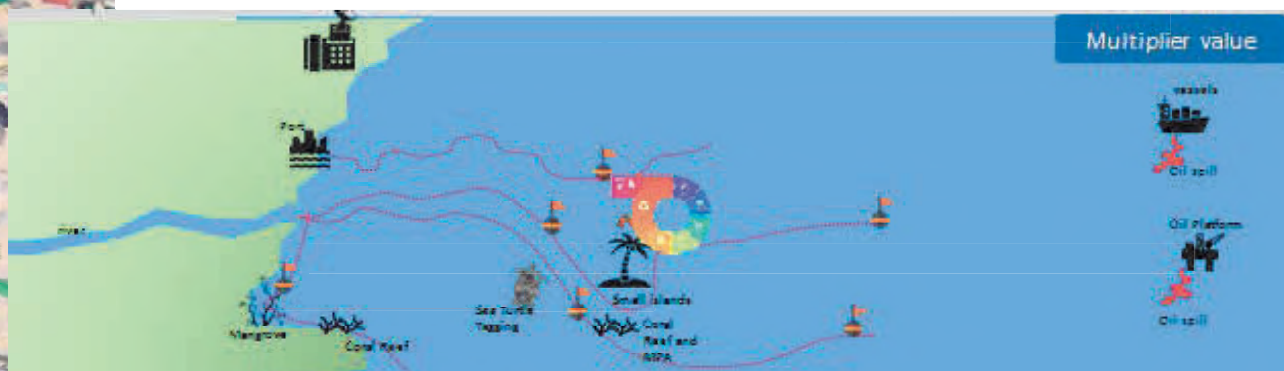 Multiplier value
vessels
Port
Oil spill
River
Oil Platform
Small Islands
Sea Turtle
Tagging
Coral
Reef and
MPA
Mangrove
Coral Reef
Oil spill